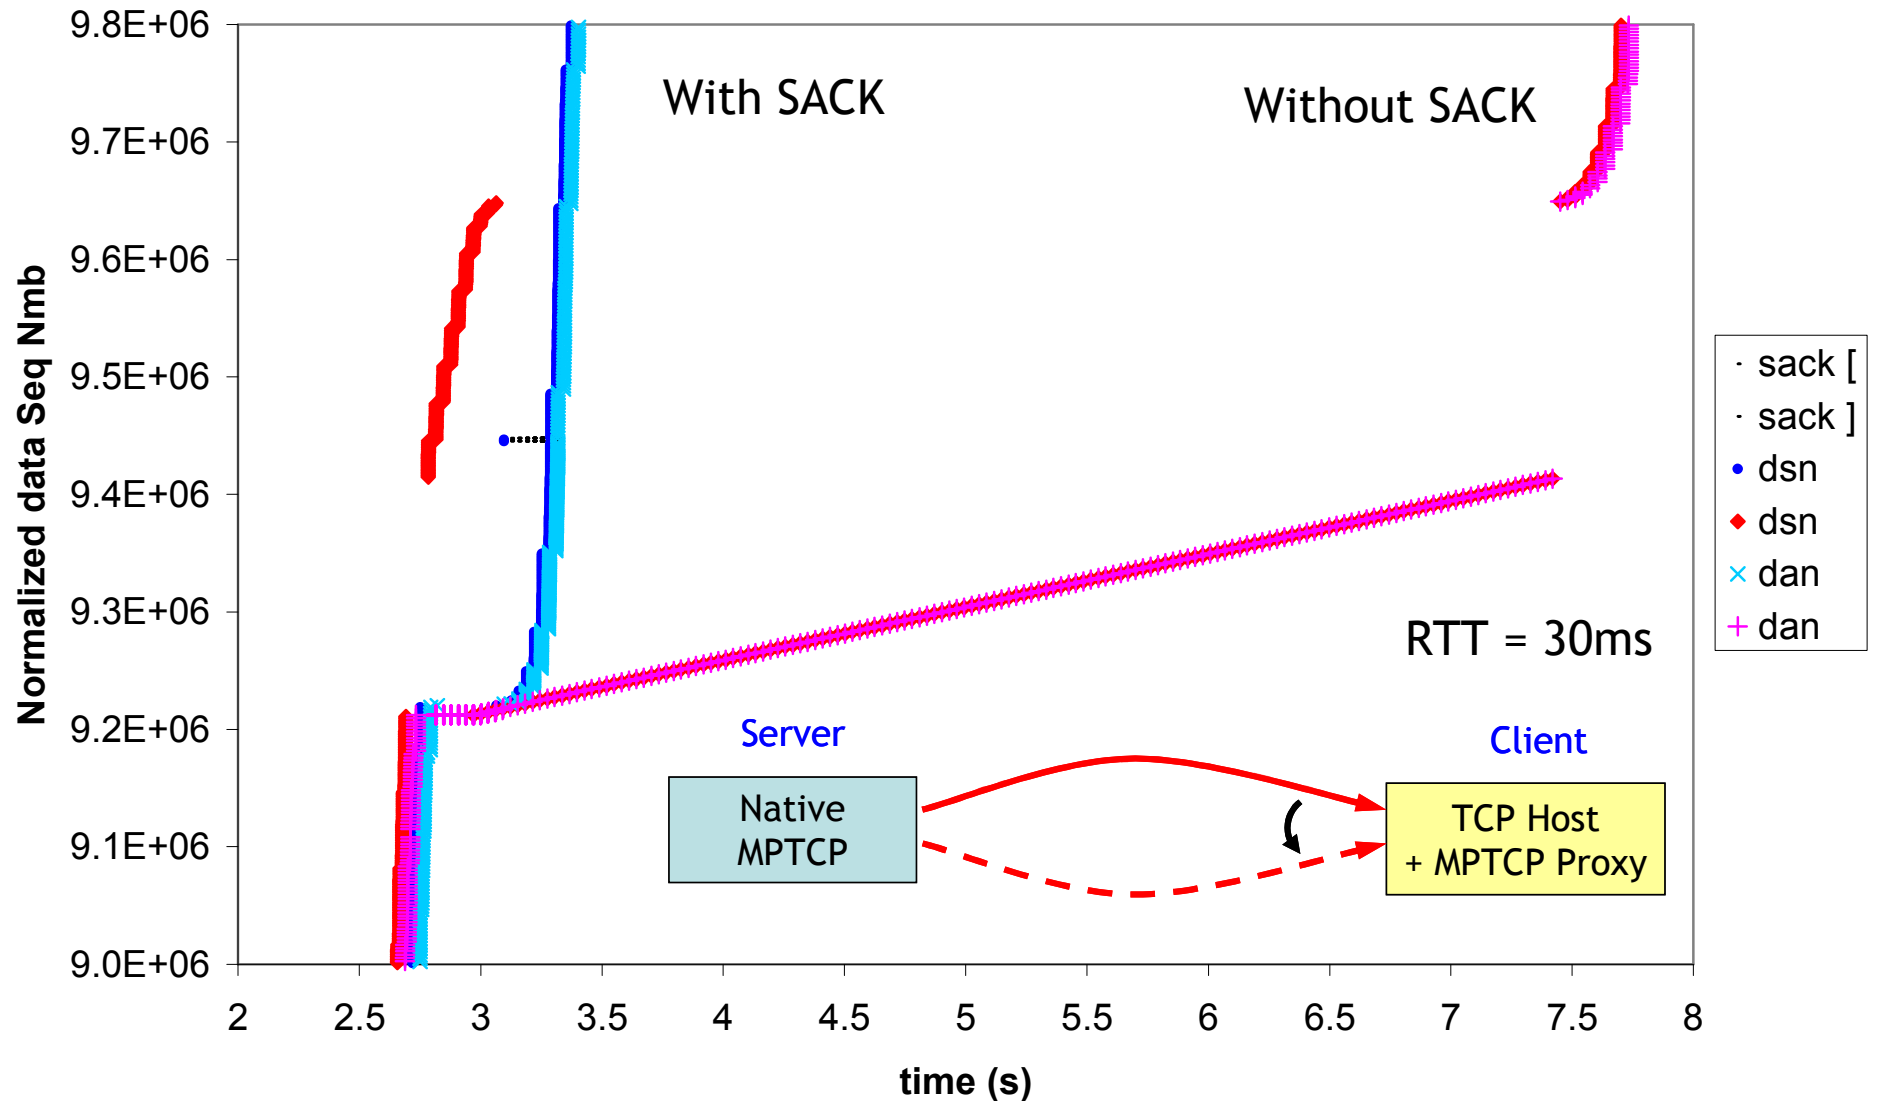 9.8E+06
9.7E+06
9.6E+06
9.5E+06
9.4E+06
9.3E+06
9.2E+06
9.1E+06
9.0E+06
Normalized data Seq Nmb
With SACK
Without SACK
RTT = 30ms
Server
Client
Native
MPTCP
TCP Host
+ MPTCP Proxy
2 2.5 3 3.5 4 4.5 5 5.5 6 6.5 7 7.5 8
time (s)
sack [
sack ]
dsn
dsn
dan
dan